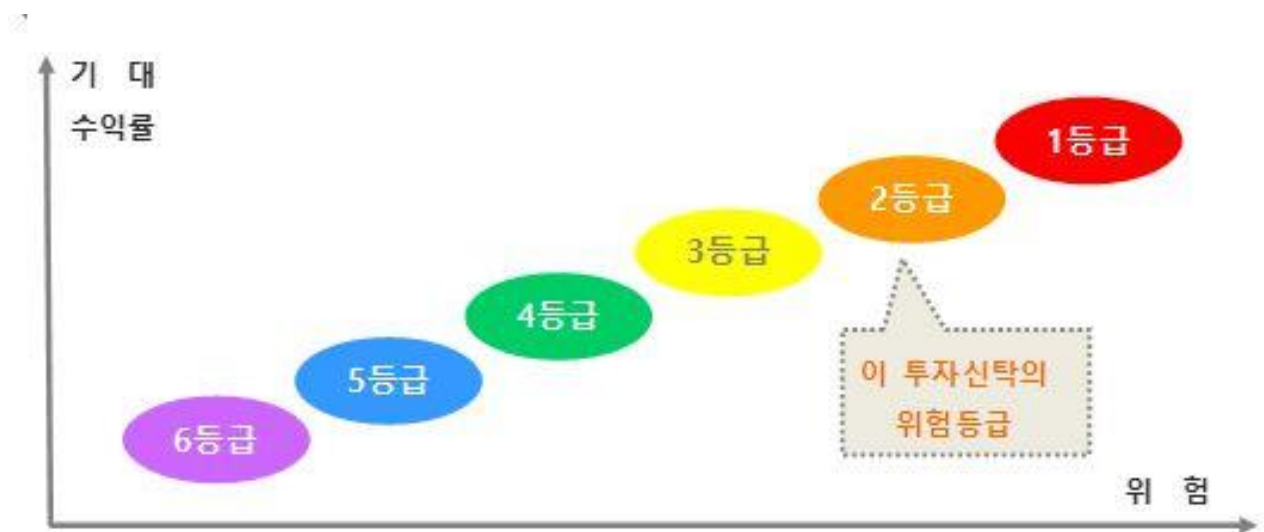 기 대
수익률
1등급
2등급
3등급
4등급
5등급
6등급
이 투자신탁의
위험등급
위 험